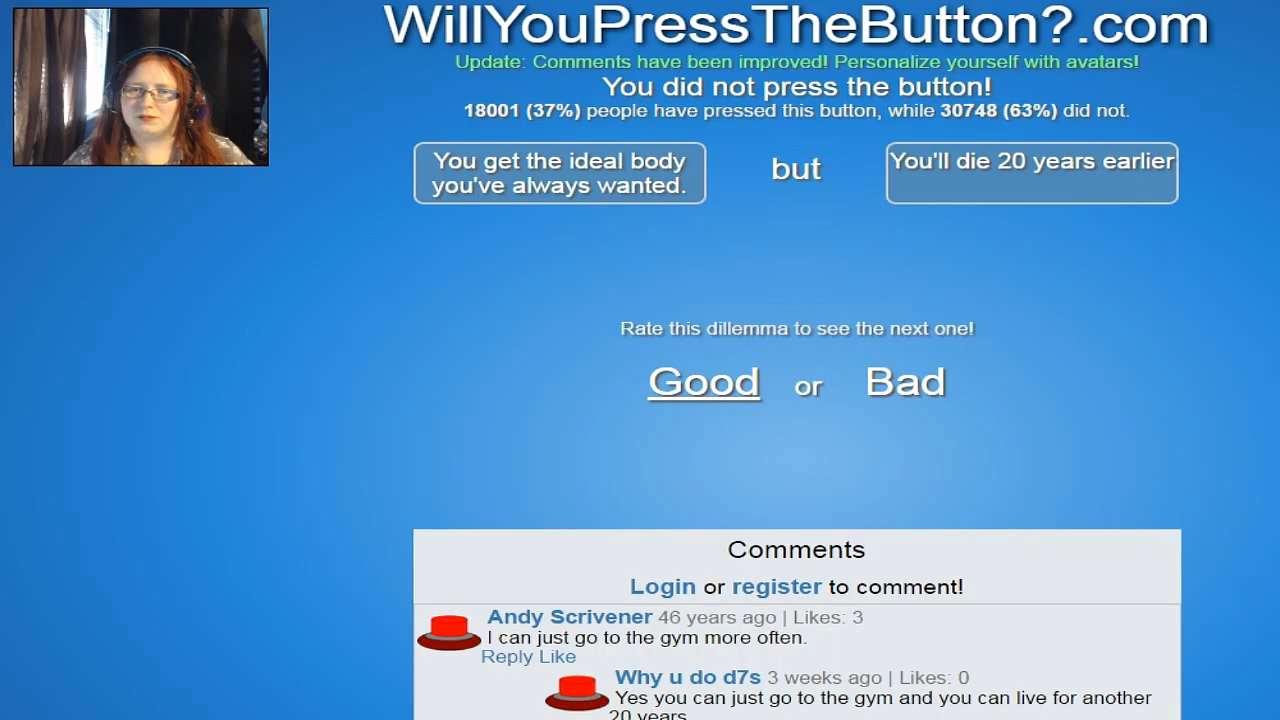 WillYouPressTheButton?.com
Update: Comments have been improved! Personalize yourself with avatars!
You did not press the button!
18001 (37%) people have pressed this button, while 30748 (63%) did not.
You get the ideal body
you've always wanted.
but
You'll die 20 years earlier
Rate this dillemma to see the next one!
Good or Bad
Comments
Login or register to comment!
Andy Scrivener 46 years ago | Likes: 3
I can just go to the gym more often.
Reply Like
Why u do d7s 3 weeks ago | Likes: 0
Yes you can just go to the gym and you can live for another
20 years